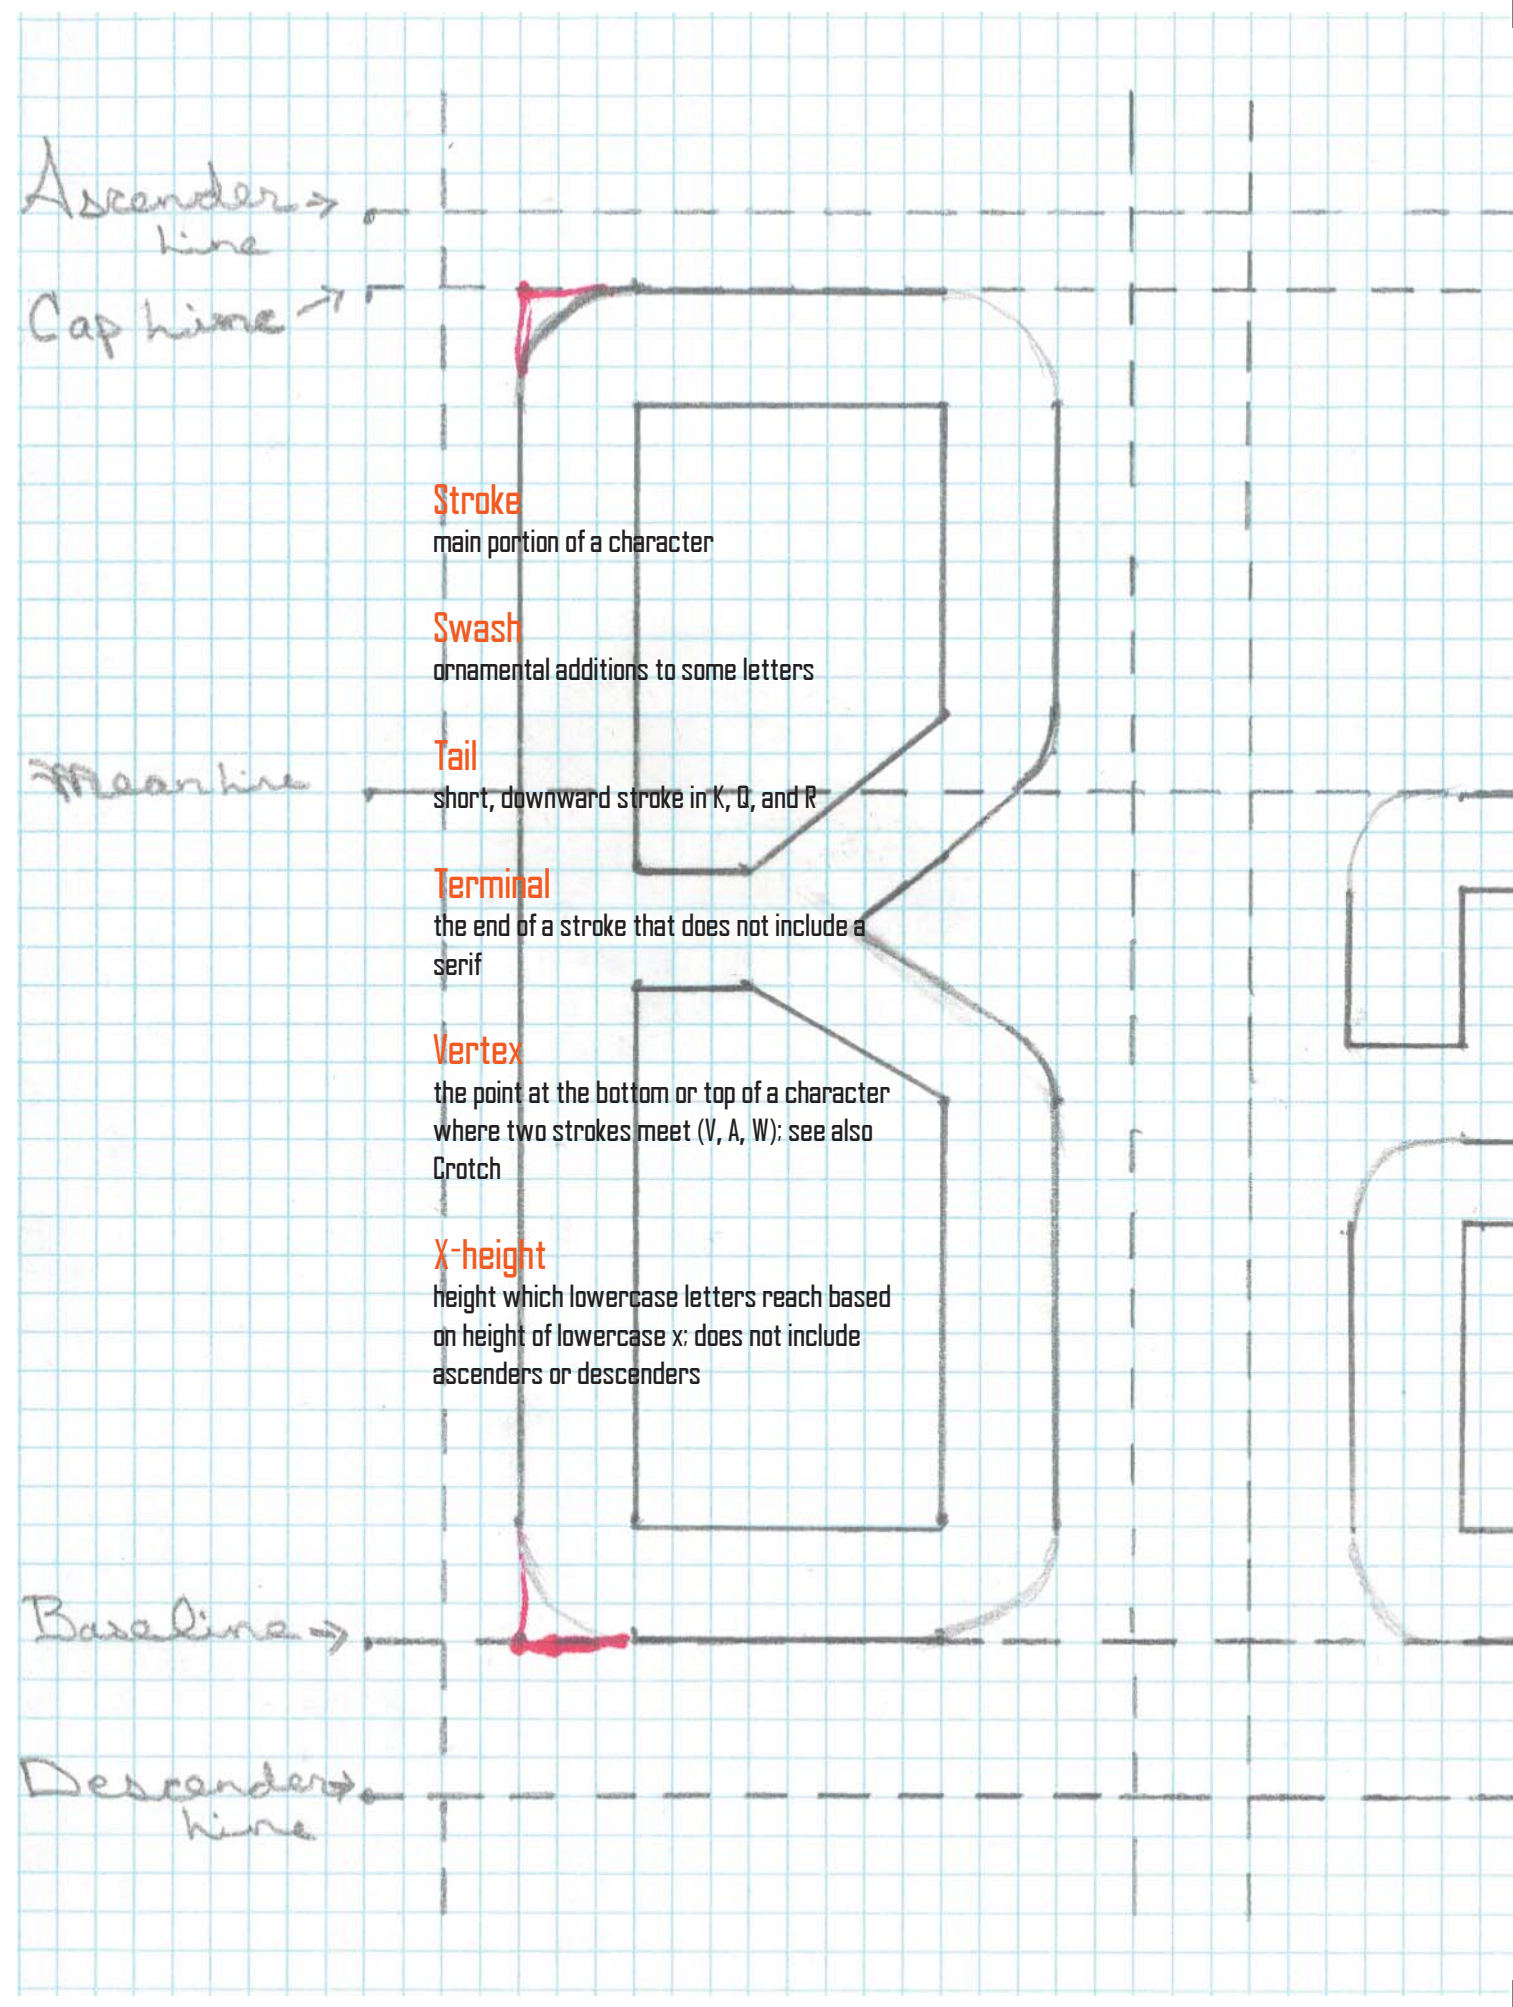 Ascender
Line
Cap Line
Stroke
main portion of a character
Swash
ornamental additions to some letters
Tail
Mean Line
short, downward stroke in K, Q, and R
Terminal
the end of a stroke that does not include a
serif
Vertex
the point at the bottom or top of a character
where two strokes meet (V, A, W); see also
Crotch
X-height
height which lowercase letters reach based
on height of lowercase x; does not include
ascenders or descenders
Baseline
Descender
Line